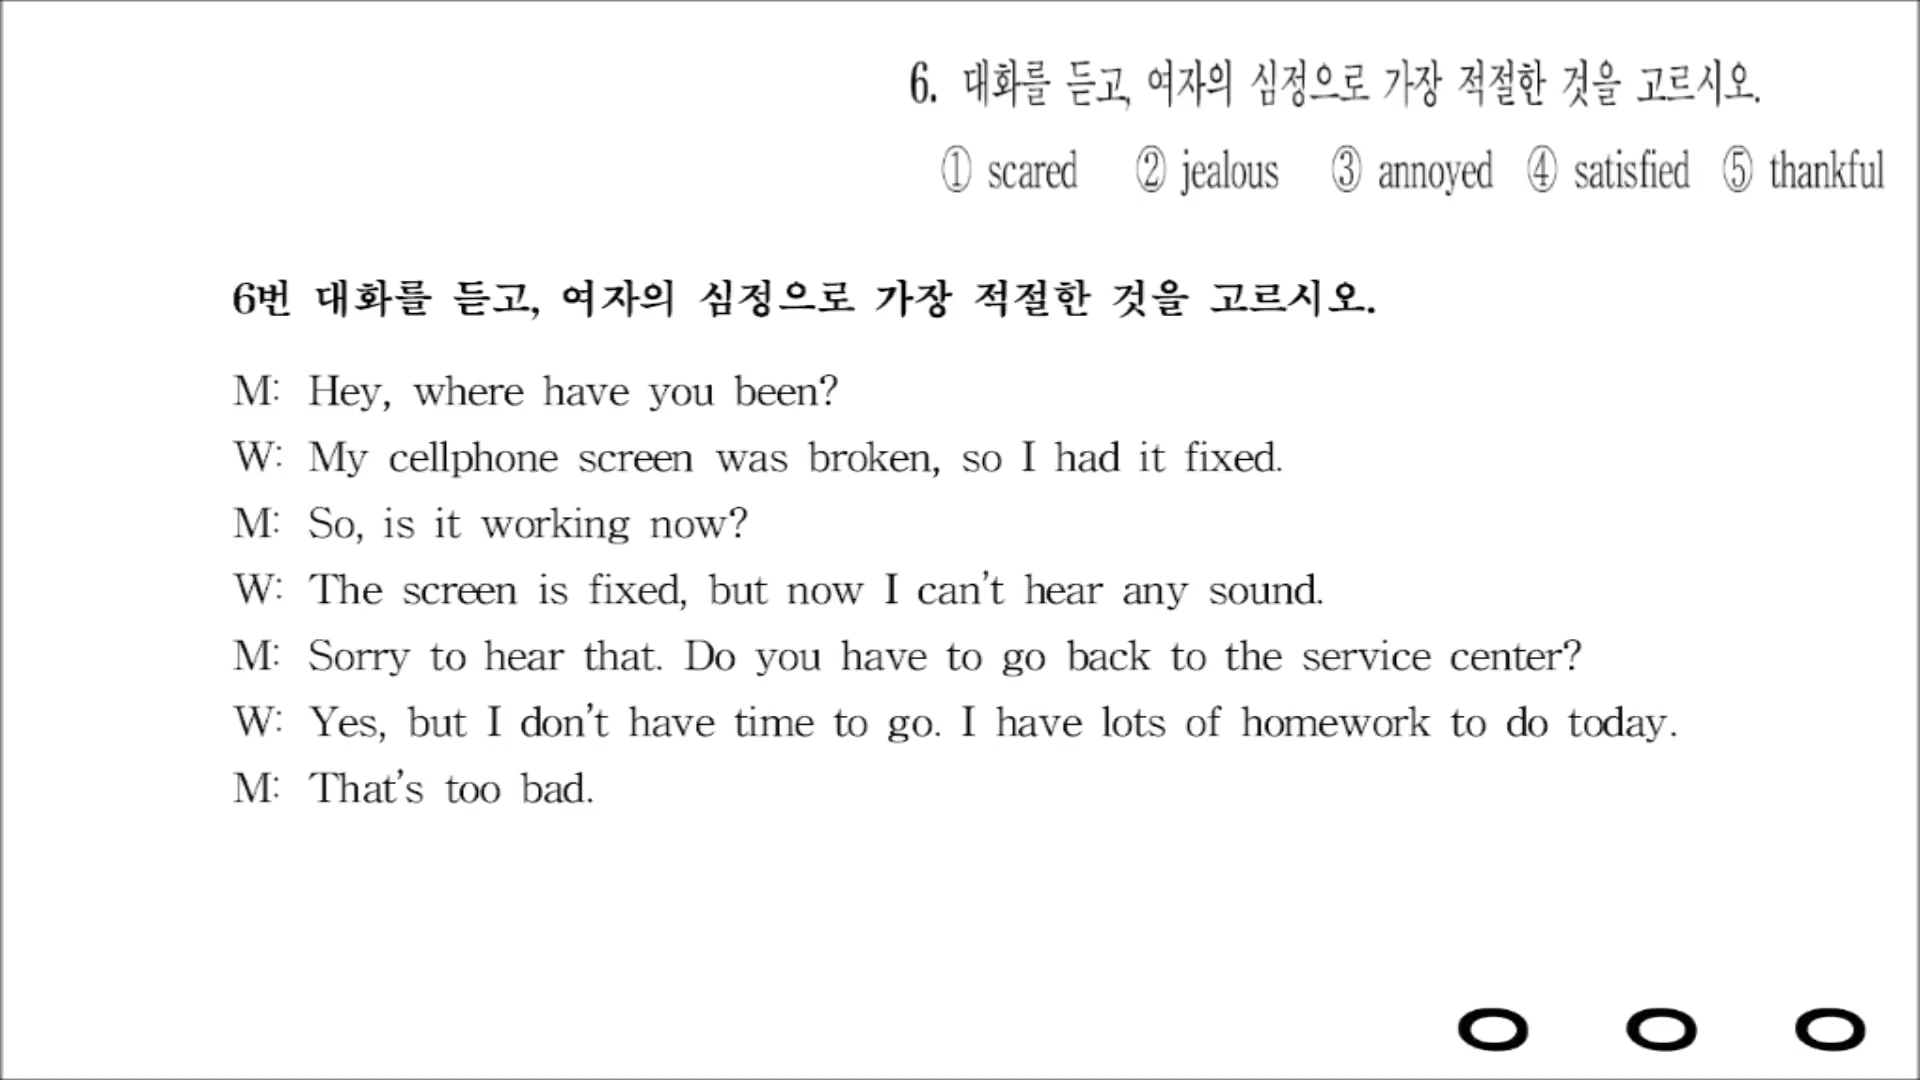 6. 대화를 듣고, 여자의 심정으로 가장 적절한 것을 고르시오.
① scared ② jealous ③ annoyed ④ satisfied ⑤ thankful
6번 대화를 듣고, 여자의 심정으로 가장 적절한 것을 고르시오.
M: Hey, where have you been?
W: My cellphone screen was broken, so I had it fixed.
M: So, is it working now?
W: The screen is fixed, but now I can't hear any sound.
M: Sorry to hear that. Do you have to go back to the service center?
W: Yes, but I don't have time to go. I have lots of homework to do today.
M: That's too bad.
ㅇ ㅇ ㅇ